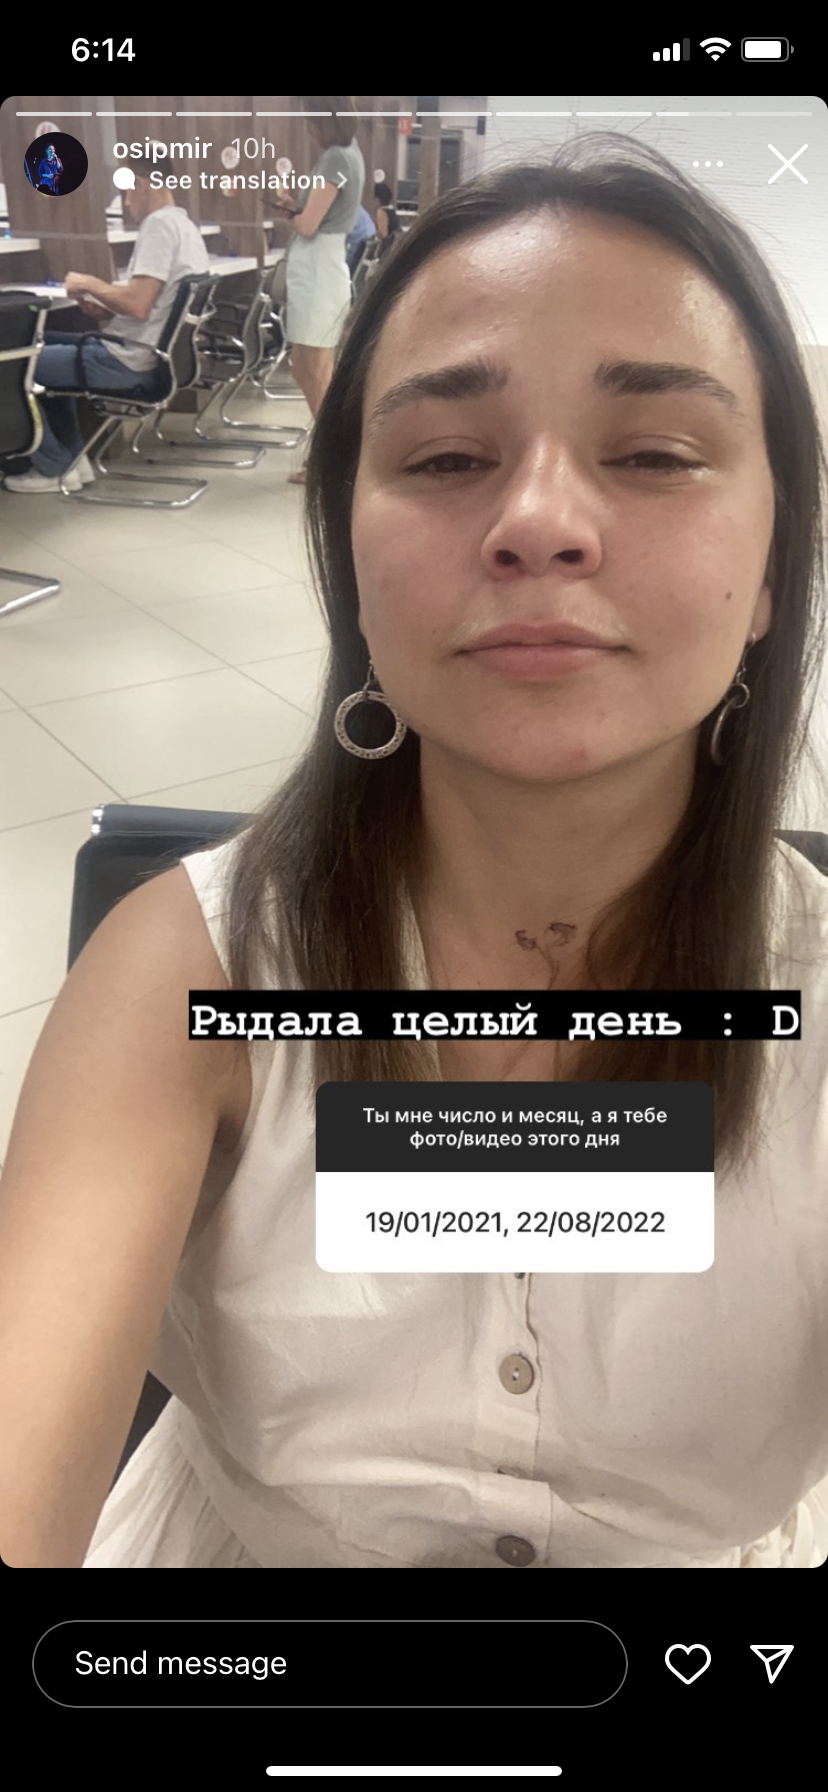 6:14
osipmir 10h
See translation
Рыдала целый день : D
Ты мне число и месяц, а я тебе
фото/видео этого дня
19/01/2021, 22/08/2022
Send message